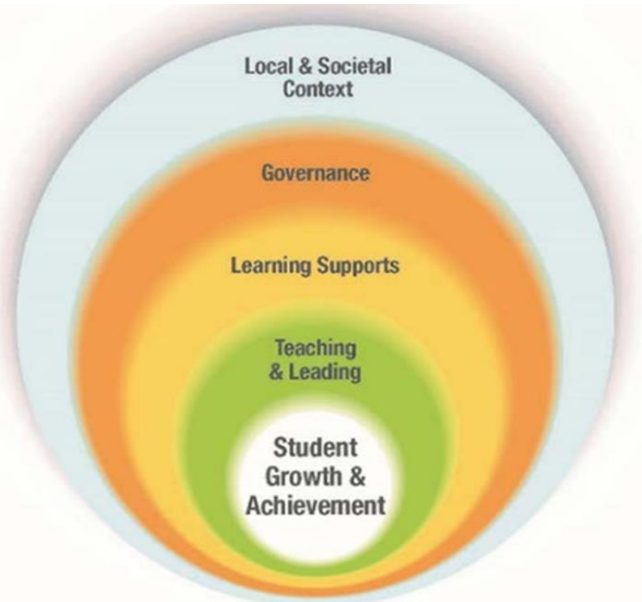 Local & Societal
Context
Governance
Learning Supports
Teaching
& Leading
Student
Growth &
Achievement